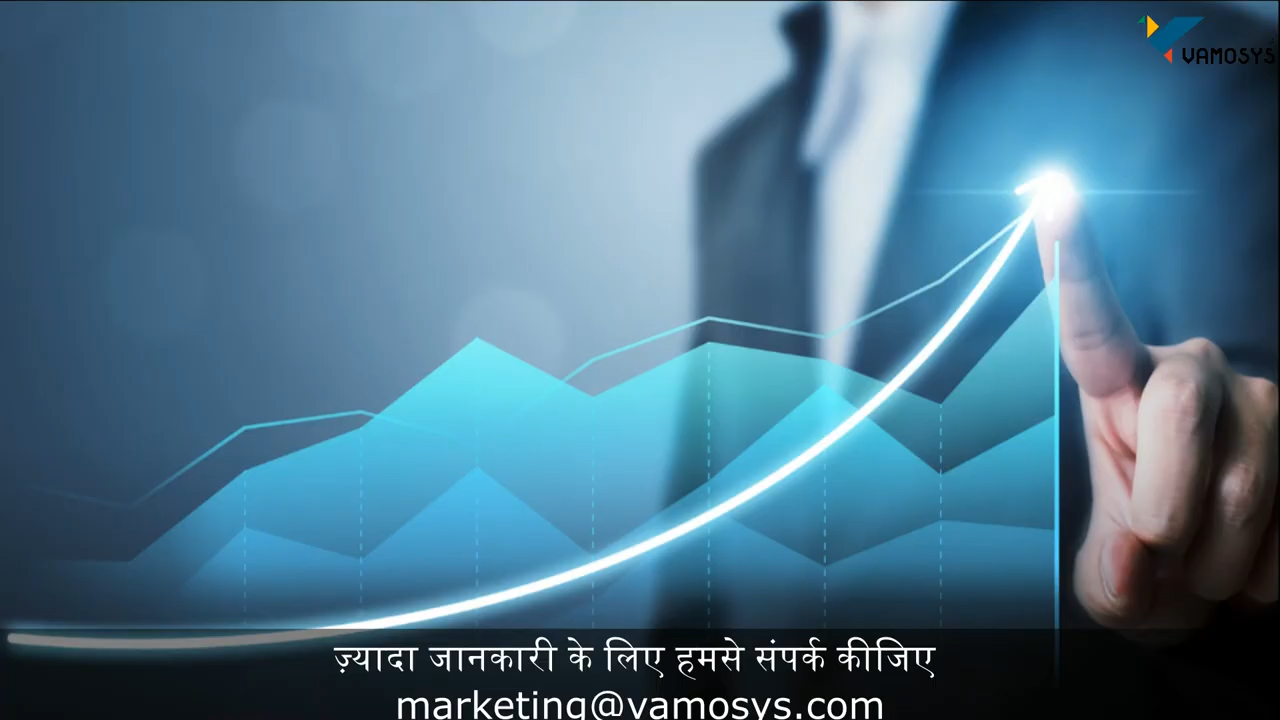 VAMOSYS
ज़्यादा जानकारी के लिए हमसे संपर्क कीजिए
marketing@vamosys.com